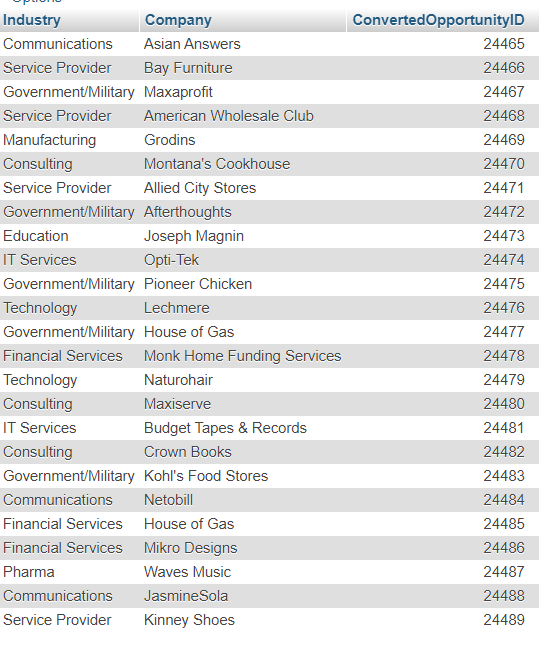 Options
Industry Company ConvertedOpportunityID
Communications Asian Answers 24465
Service Provider Bay Furniture 24466
Government/Military Maxaprofit 24467
Service Provider American Wholesale Club 24468
Manufacturing Grodins 24469
Consulting Montana's Cookhouse 24470
Service Provider Allied City Stores 24471
Government/Military Afterthoughts 24472
Education Joseph Magnin 24473
IT Services Opti-Tek 24474
Government/Military Pioneer Chicken 24475
Technology Lechmere 24476
Government/Military House of Gas 24477
Financial Services Monk Home Funding Services 24478
Technology Naturohair 24479
Consulting Maxiserve 24480
IT Services Budget Tapes & Records 24481
Consulting Crown Books 24482
Government/Military Kohl's Food Stores 24483
Communications Netobill 24484
Financial Services House of Gas 24485
Financial Services Mikro Designs 24486
Pharma Waves Music 24487
Communications JasmineSola 24488
Service Provider Kinney Shoes 24489